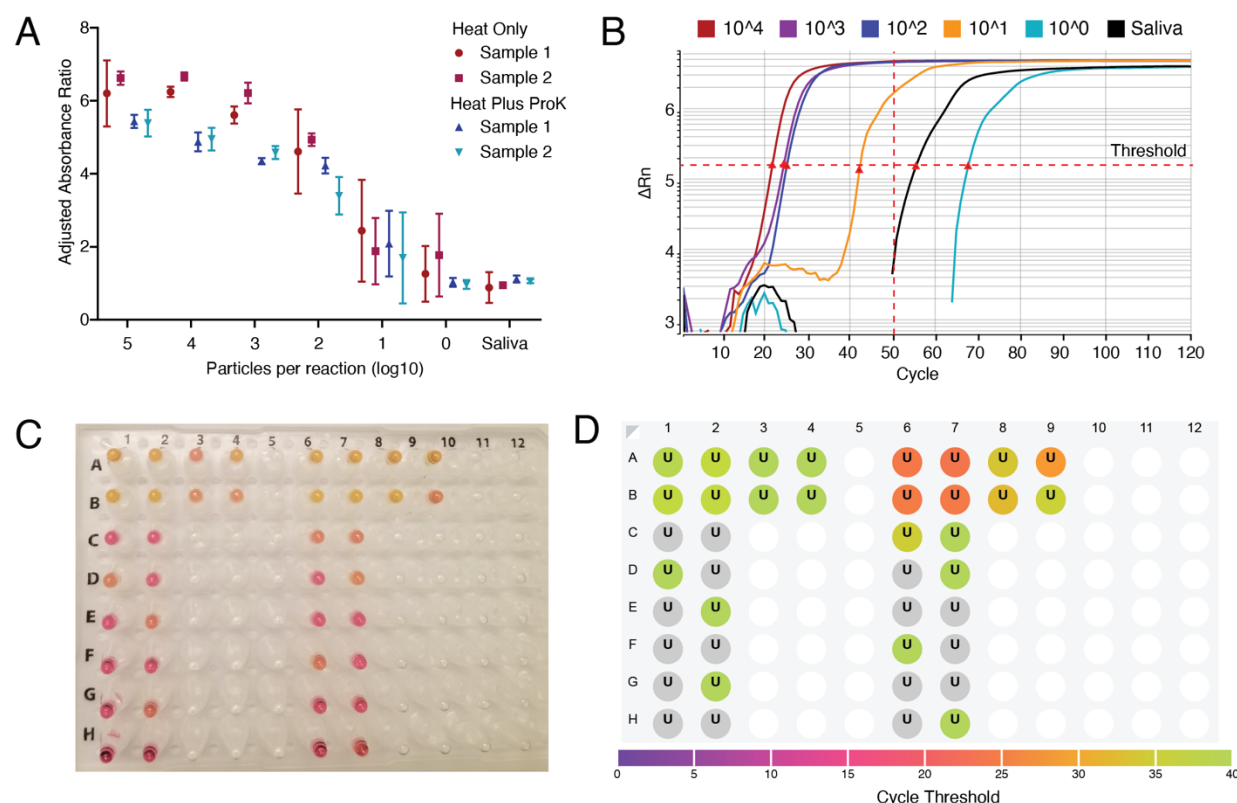 A
Adjusted Absorbance Ratio
8
6
4
2
0
5 4 3 2 1 0 Saliva
Particles per reaction (log10)
Heat Only
Sample 1
Sample 2
Heat Plus ProK
Sample 1
Sample 2
B
10^4 10^3 10^2 10^1 10^0 Saliva
ΔRn
6
5
4
3
Threshold
10 20 30 40 50 60 70 80 90 100 110 120
Cycle
C
1 2 3 4 5 6 7 8 9 10 11 12
A
B
C
D
E
F
G
H
D
1 2 3 4 5 6 7 8 9 10 11 12
A U U U U U U U U
B U U U U U U U U
C U U U U
D U U U U
E U U U U
F U U U U
G U U U U
H U U U U
0 5 10 15 20 25 30 35 40
Cycle Threshold